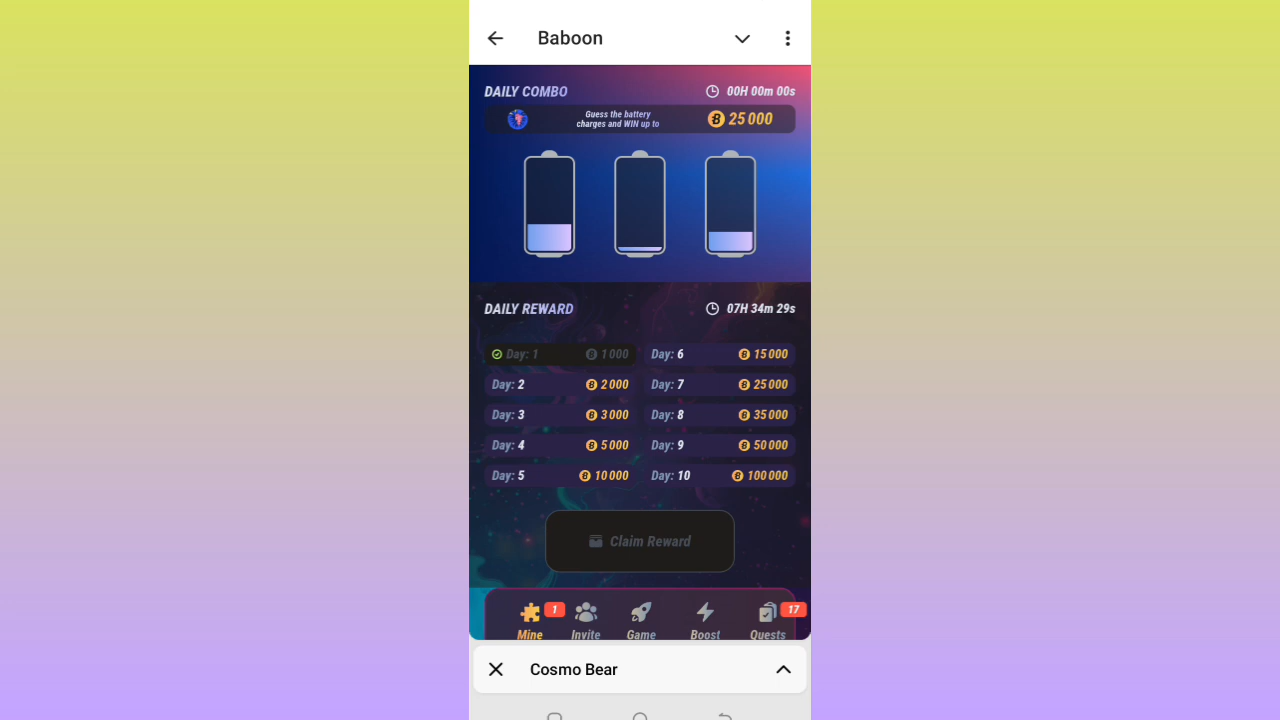 Baboon
DAILY COMBO
00H 00m 00s
Guess the battery
charges and WIN up to
25 000
DAILY REWARD
07H 34m 29s
Day: 1 1 000
Day: 6 15 000
Day: 2 2 000
Day: 7 25 000
Day: 3 3 000
Day: 8 35 000
Day: 4 5 000
Day: 9 50 000
Day: 5 10 000
Day: 10 100 000
Claim Reward
1
17
Mine Invite Game Boost Quests
Cosmo Bear